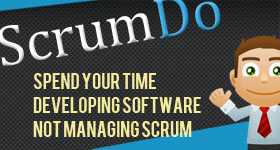 ScrumDo
SPEND YOUR TIME
DEVELOPING SOFTWARE
NOT MANAGING SCRUM